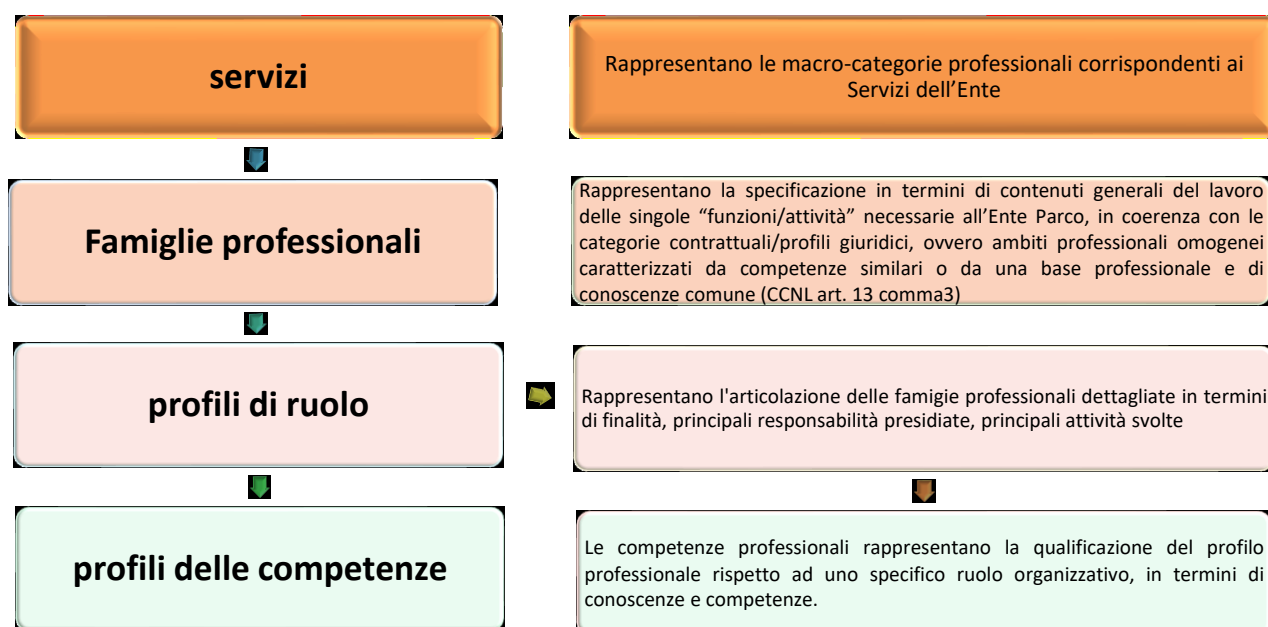 servizi
Rappresentano le macro-categorie professionali corrispondenti ai
Servizi dell’Ente
Famiglie professionali
Rappresentano la specificazione in termini di contenuti generali del lavoro
delle singole “funzioni/attività” necessarie all’Ente Parco, in coerenza con le
categorie contrattuali/profili giuridici, ovvero ambiti professionali omogenei
caratterizzati da competenze similari o da una base professionale e di
conoscenze comune (CCNL art. 13 comma3)
profili di ruolo
Rappresentano l'articolazione delle famigie professionali dettagliate in termini
di finalità, principali responsabilità presidiate, principali attività svolte
profili delle competenze
Le competenze professionali rappresentano la qualificazione del profilo
professionale rispetto ad uno specifico ruolo organizzativo, in termini di
conoscenze e competenze.